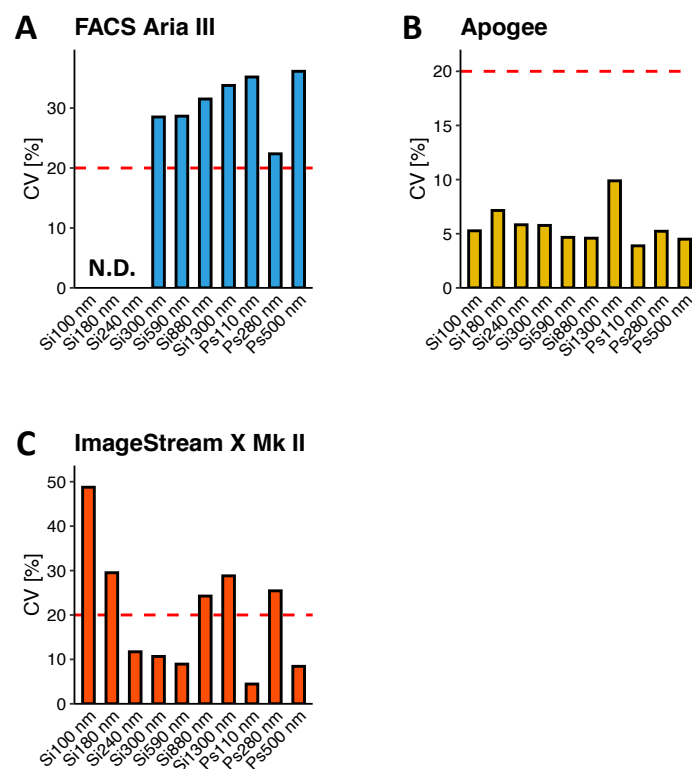 A FACS Aria III
CV [%]
30
20
10
0
N.D.
Si100 nm
Si180 nm
Si240 nm
Si300 nm
Si590 nm
Si880 nm
Si1300 nm
Ps110 nm
Ps280 nm
Ps500 nm
B Apogee
CV [%]
20
15
10
5
0
Si100 nm
Si180 nm
Si240 nm
Si300 nm
Si590 nm
Si880 nm
Si1300 nm
Ps110 nm
Ps280 nm
Ps500 nm
C ImageStream X Mk II
CV [%]
50
40
30
20
10
0
Si100 nm
Si180 nm
Si240 nm
Si300 nm
Si590 nm
Si880 nm
Si1300 nm
Ps110 nm
Ps280 nm
Ps500 nm